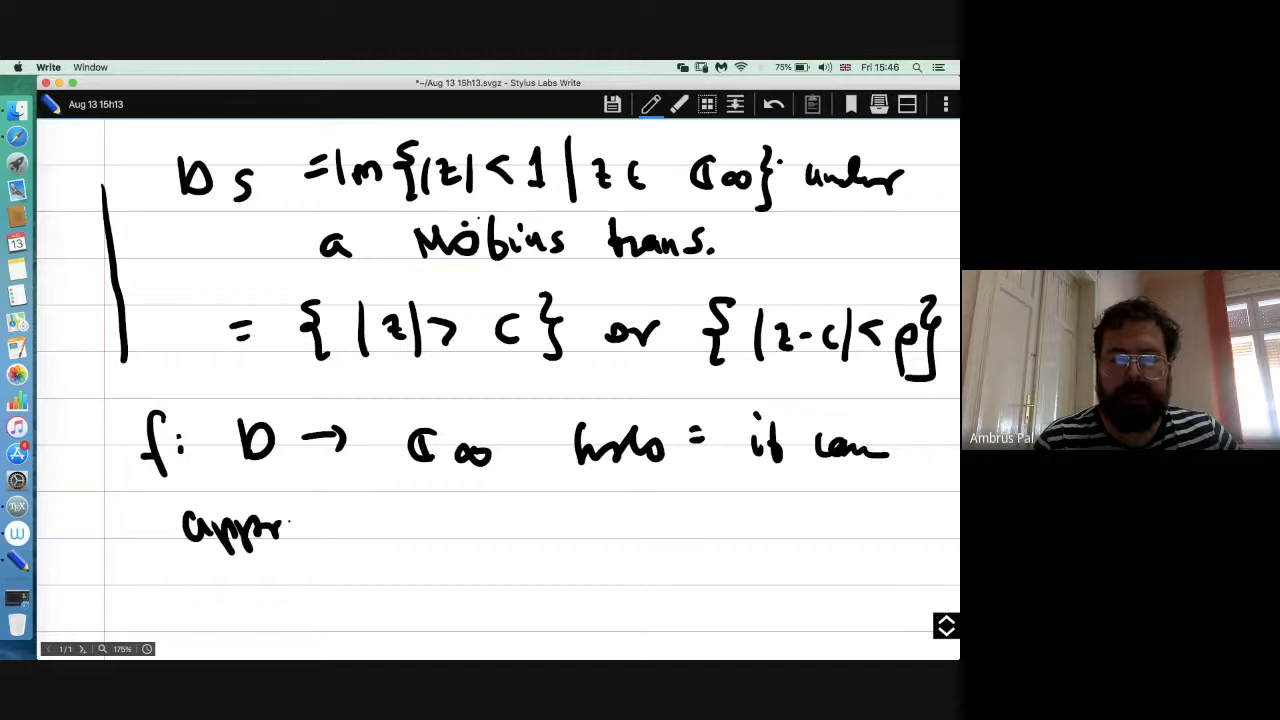 Write Window
75% Fri 15:46
*~/Aug 13 15h13.svgz - Stylus Labs Write
Aug 13 15h13
D s = Im {|z| < 1 | z ∈ ℂ∞} under
a Möbius trans.
= { |z| > c } or { |z-c| < ρ}
f: D → ℂ∞ holo = if can
appr
Ambrus Pal
1/1 175%